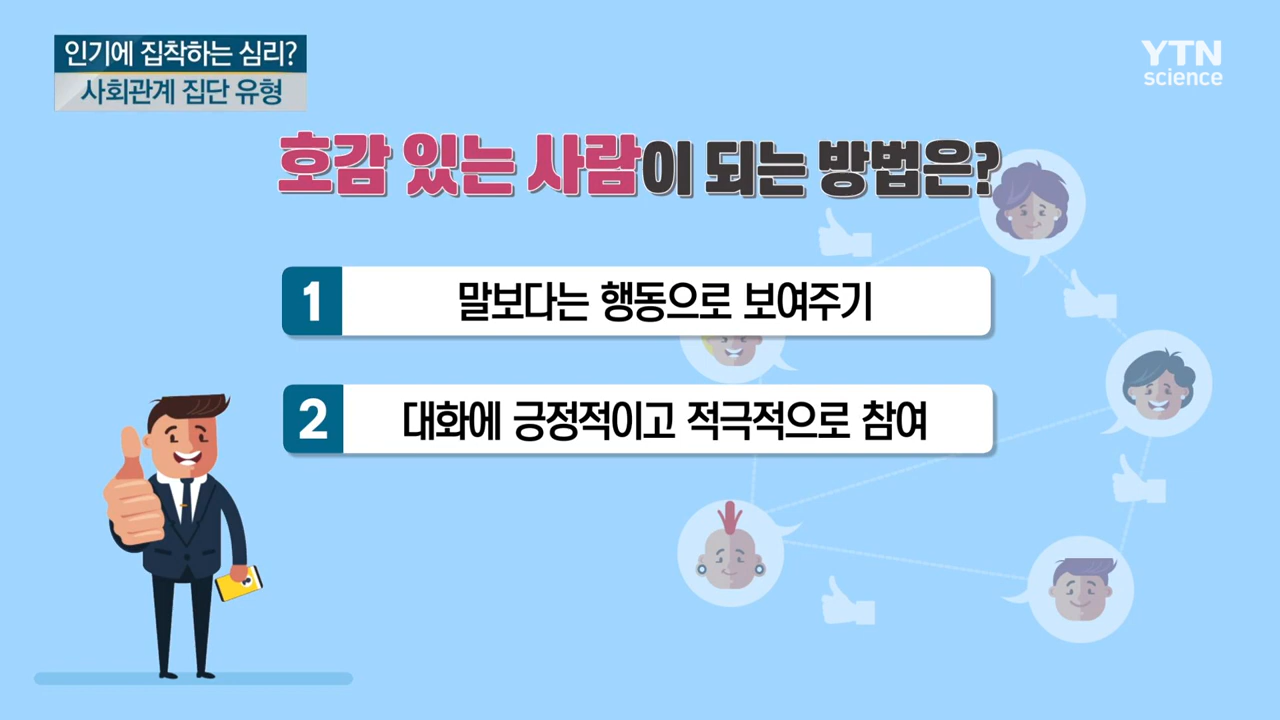 인기에 집착하는 심리?
사회관계 집단 유형
YTN
science
호감 있는 사람이 되는 방법은?
1 말보다는 행동으로 보여주기
2 대화에 긍정적이고 적극적으로 참여